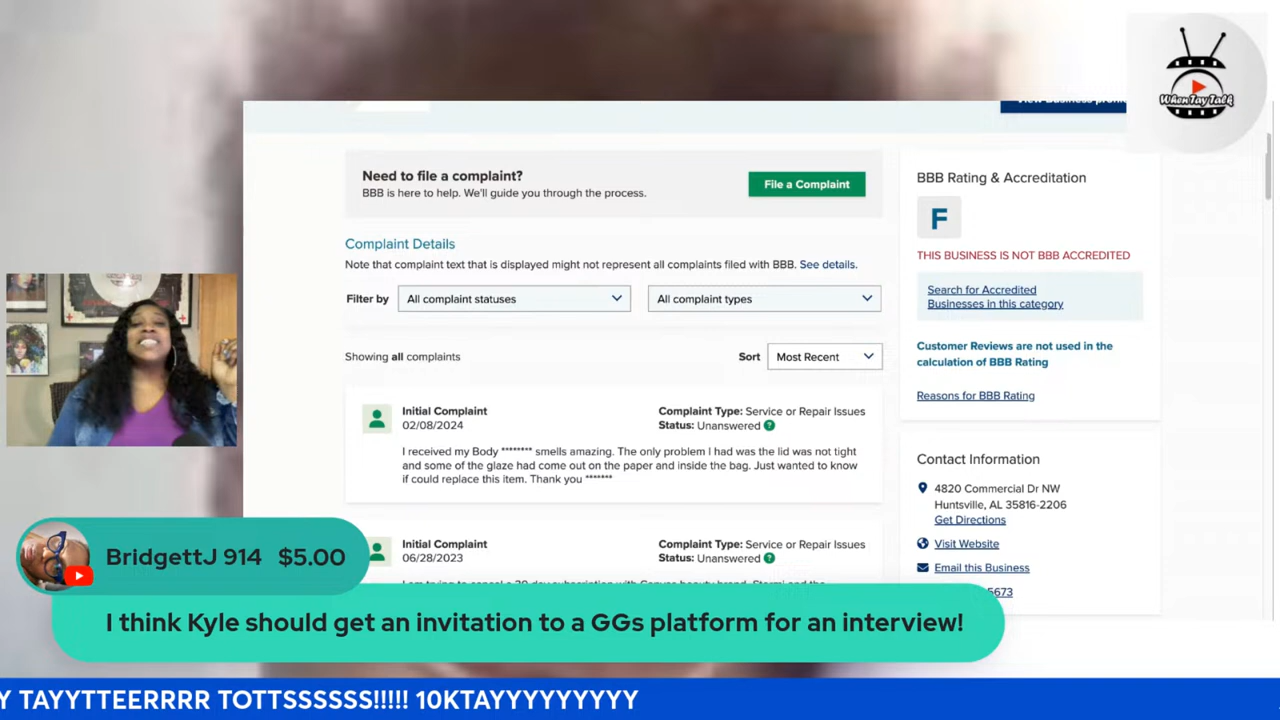 When Tay Talk
View Business
Need to file a complaint?
BBB is here to help. We'll guide you through the process.
File a Complaint
BBB Rating & Accreditation
F
THIS BUSINESS IS NOT BBB ACCREDITED
Search for Accredited
Businesses in this category
Customer Reviews are not used in the
calculation of BBB Rating
Reasons for BBB Rating
Complaint Details
Note that complaint text that is displayed might not represent all complaints filed with BBB. See details.
Filter by All complaint statuses All complaint types
Showing all complaints
Sort Most Recent
Initial Complaint
02/08/2024
Complaint Type: Service or Repair Issues
Status: Unanswered
I received my Body ******** smells amazing. The only problem I had was the lid was not tight
and some of the glaze had come out on the paper and inside the bag. Just wanted to know
if could replace this item. Thank you *******
Contact Information
4820 Commercial Dr NW
Huntsville, AL 35816-2206
Get Directions
Visit Website
Email this Business
5673
Initial Complaint
06/28/2023
Complaint Type: Service or Repair Issues
Status: Unanswered
BridgettJ 914 $5.00
I think Kyle should get an invitation to a GGs platform for an interview!
Y TAYYTTEERRRR TOTTSSSSSS!!!!! 10KTAYYYYYYYYY